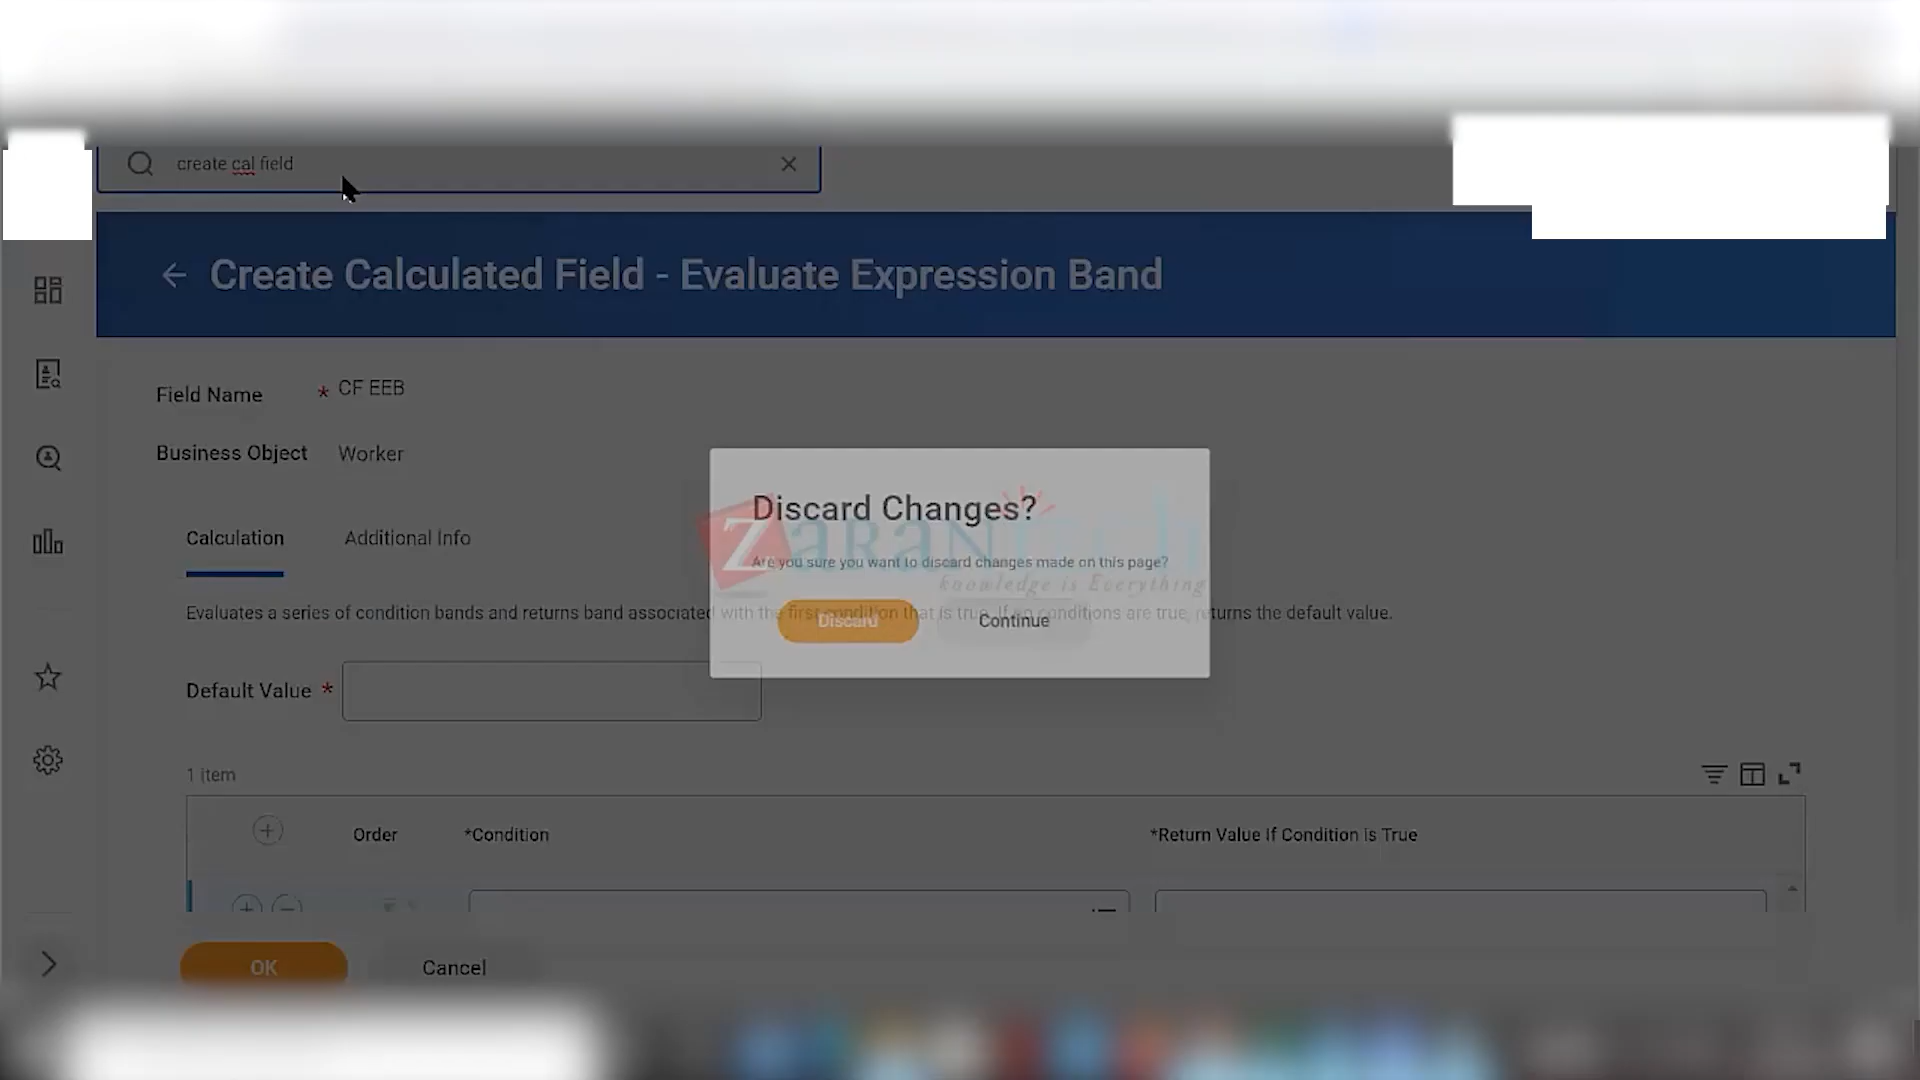 create cal field
Create Calculated Field - Evaluate Expression Band
Field Name * CF EEB
Business Object Worker
Calculation Additional Info
Discard Changes?
ZaranTech
Are you sure you want to discard changes made on this page?
knowledge is Everything
Evaluates a series of condition bands and returns band associated with the first condition that is true. If no conditions are true, returns the default value.
Discard Continue
Default Value *
1 item
Order *Condition *Return Value If Condition is True
OK Cancel